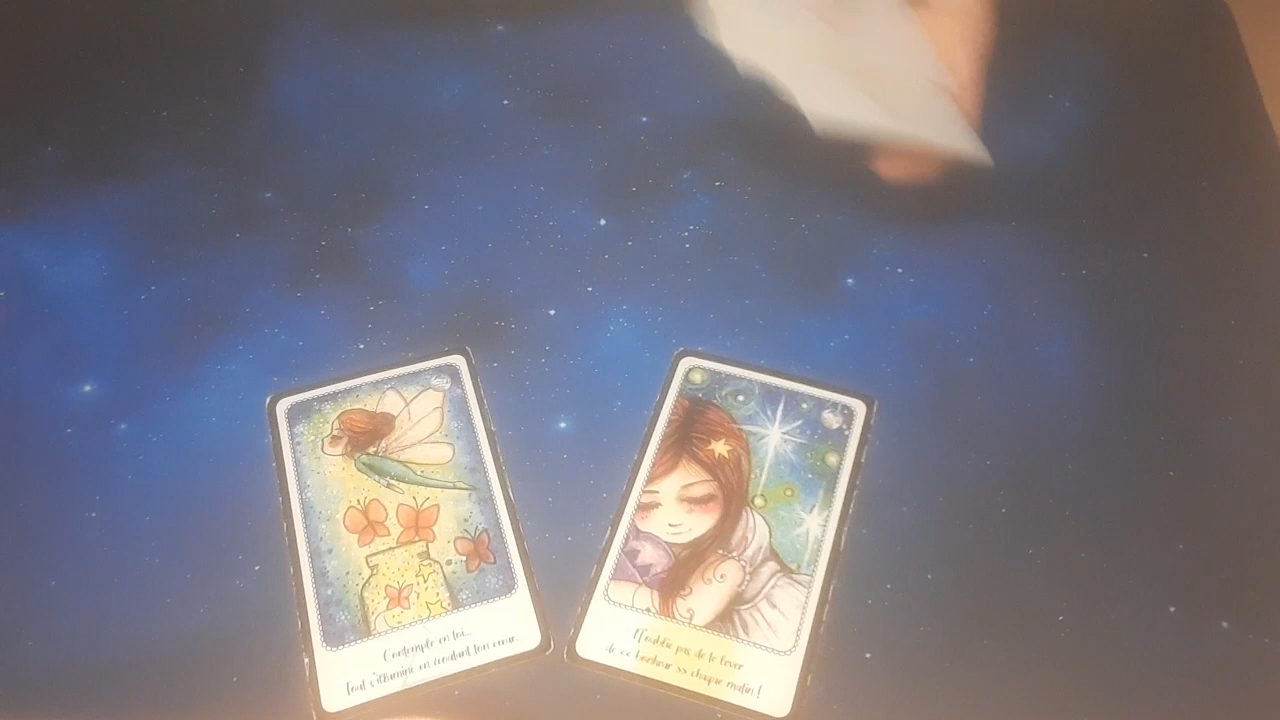 Contemple en toi...
Tout s'illumine en écoutant ton cœur.
N'oublie pas de te lever
de « bonheur » chaque matin !